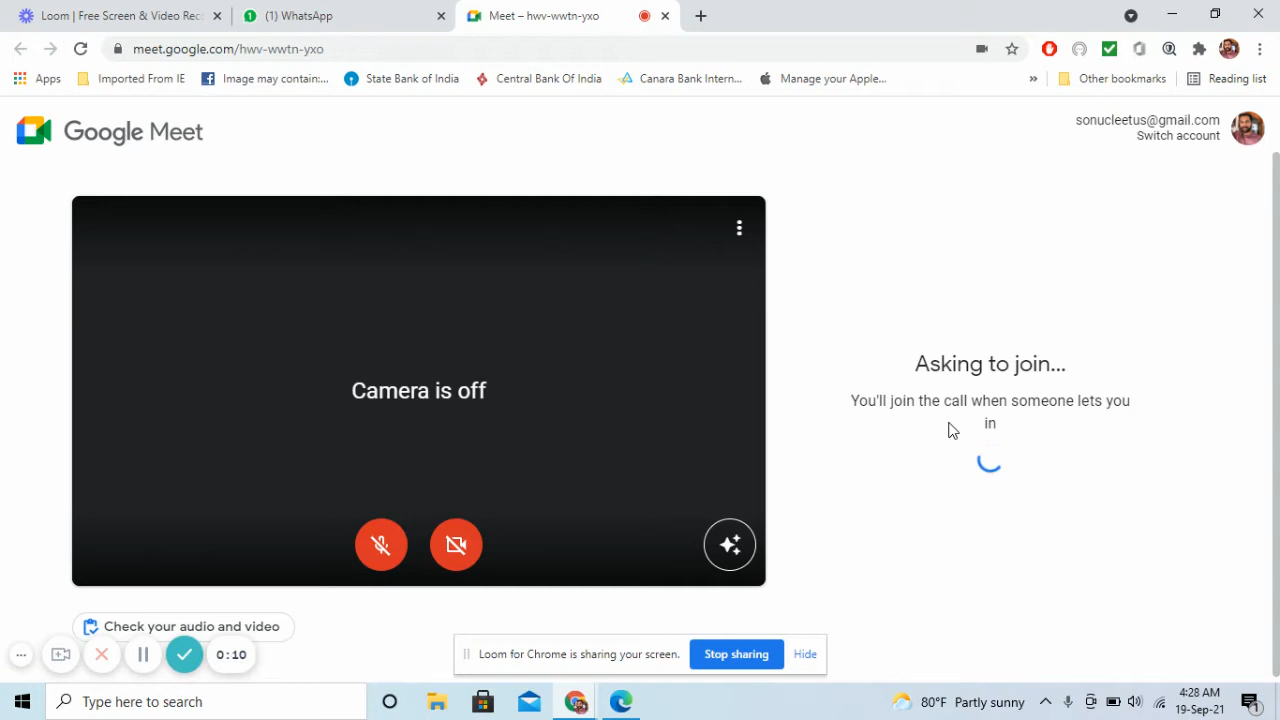 Loom | Free Screen & Video Rec
(1) WhatsApp
Meet – hwv-wwtn-yxo
meet.google.com/hwv-wwtn-yxo
Apps
Imported From IE
Image may contain:...
State Bank of India
Central Bank Of India
Canara Bank Intern...
Manage your Apple...
»
Other bookmarks
Reading list
Google Meet
sonucleetus@gmail.com
Switch account
Camera is off
Asking to join...
You'll join the call when someone lets you
in
Check your audio and video
0:10
Loom for Chrome is sharing your screen.
Stop sharing
Hide
Type here to search
80°F Partly sunny
4:28 AM
19-Sep-21